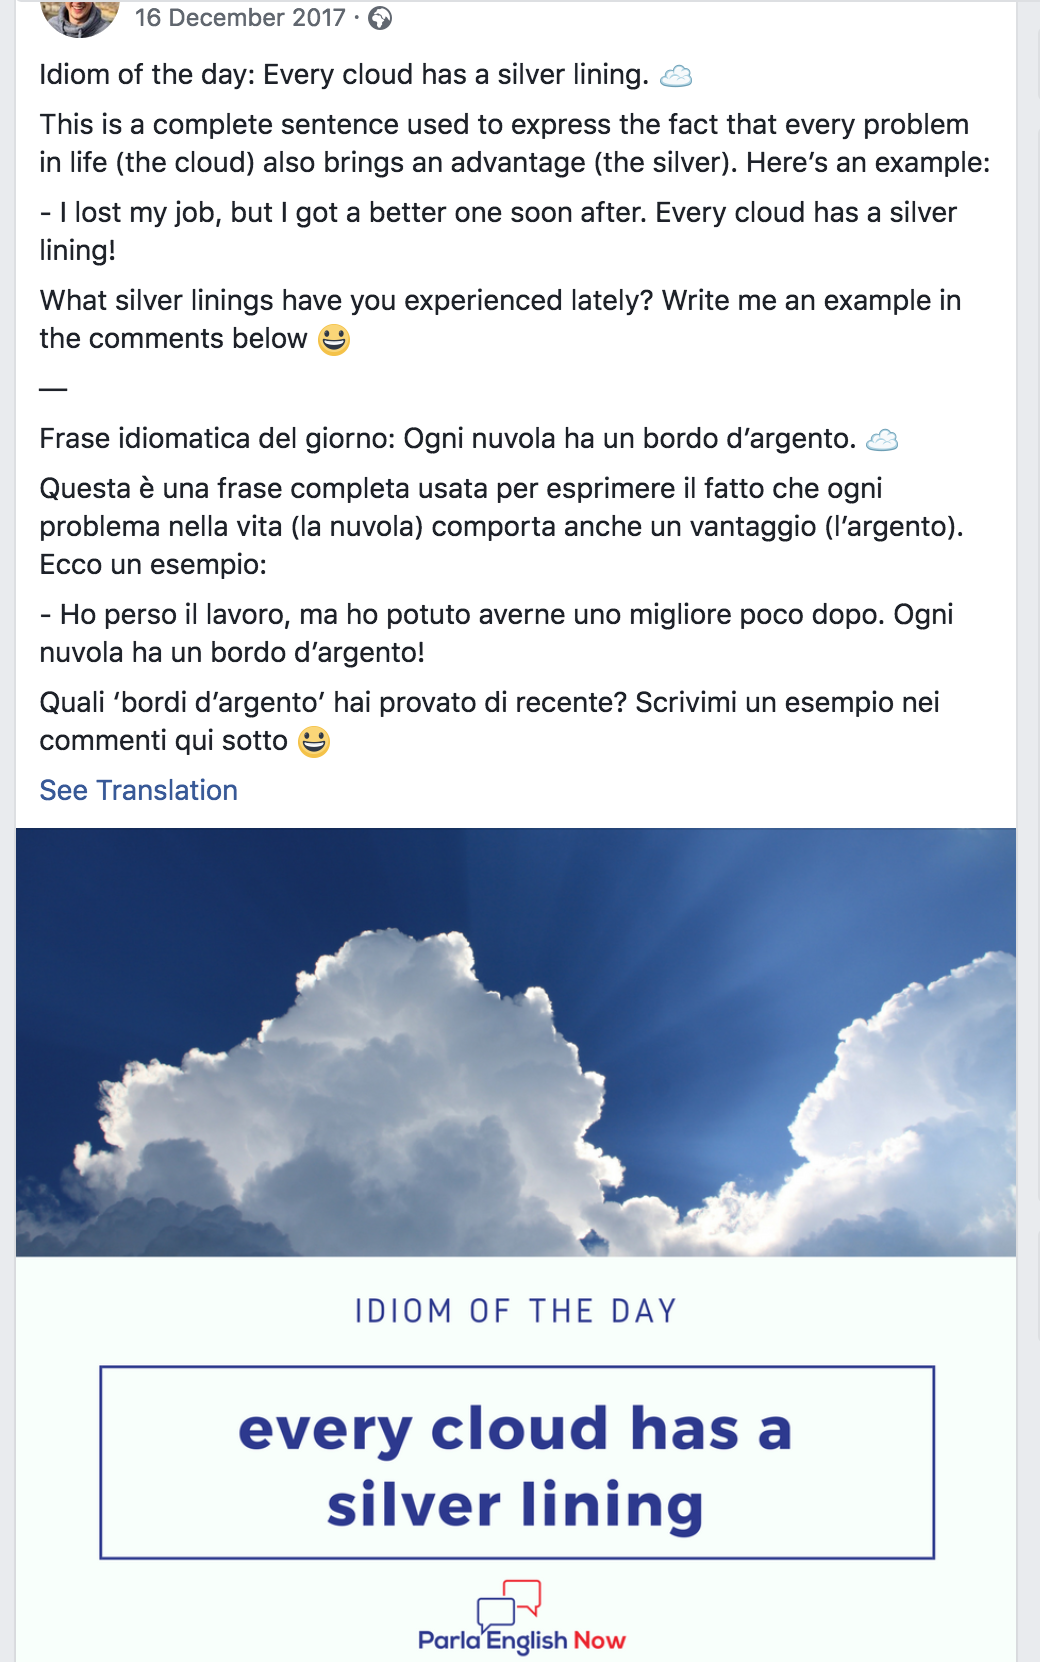 16 December 2017 ·
Idiom of the day: Every cloud has a silver lining. ☁️
This is a complete sentence used to express the fact that every problem
in life (the cloud) also brings an advantage (the silver). Here’s an example:
- I lost my job, but I got a better one soon after. Every cloud has a silver
lining!
What silver linings have you experienced lately? Write me an example in
the comments below 😀
—
Frase idiomatica del giorno: Ogni nuvola ha un bordo d’argento. ☁️
Questa è una frase completa usata per esprimere il fatto che ogni
problema nella vita (la nuvola) comporta anche un vantaggio (l’argento).
Ecco un esempio:
- Ho perso il lavoro, ma ho potuto averne uno migliore poco dopo. Ogni
nuvola ha un bordo d’argento!
Quali ‘bordi d’argento’ hai provato di recente? Scrivimi un esempio nei
commenti qui sotto 😀
See Translation
IDIOM OF THE DAY
every cloud has a
silver lining
Parla English Now